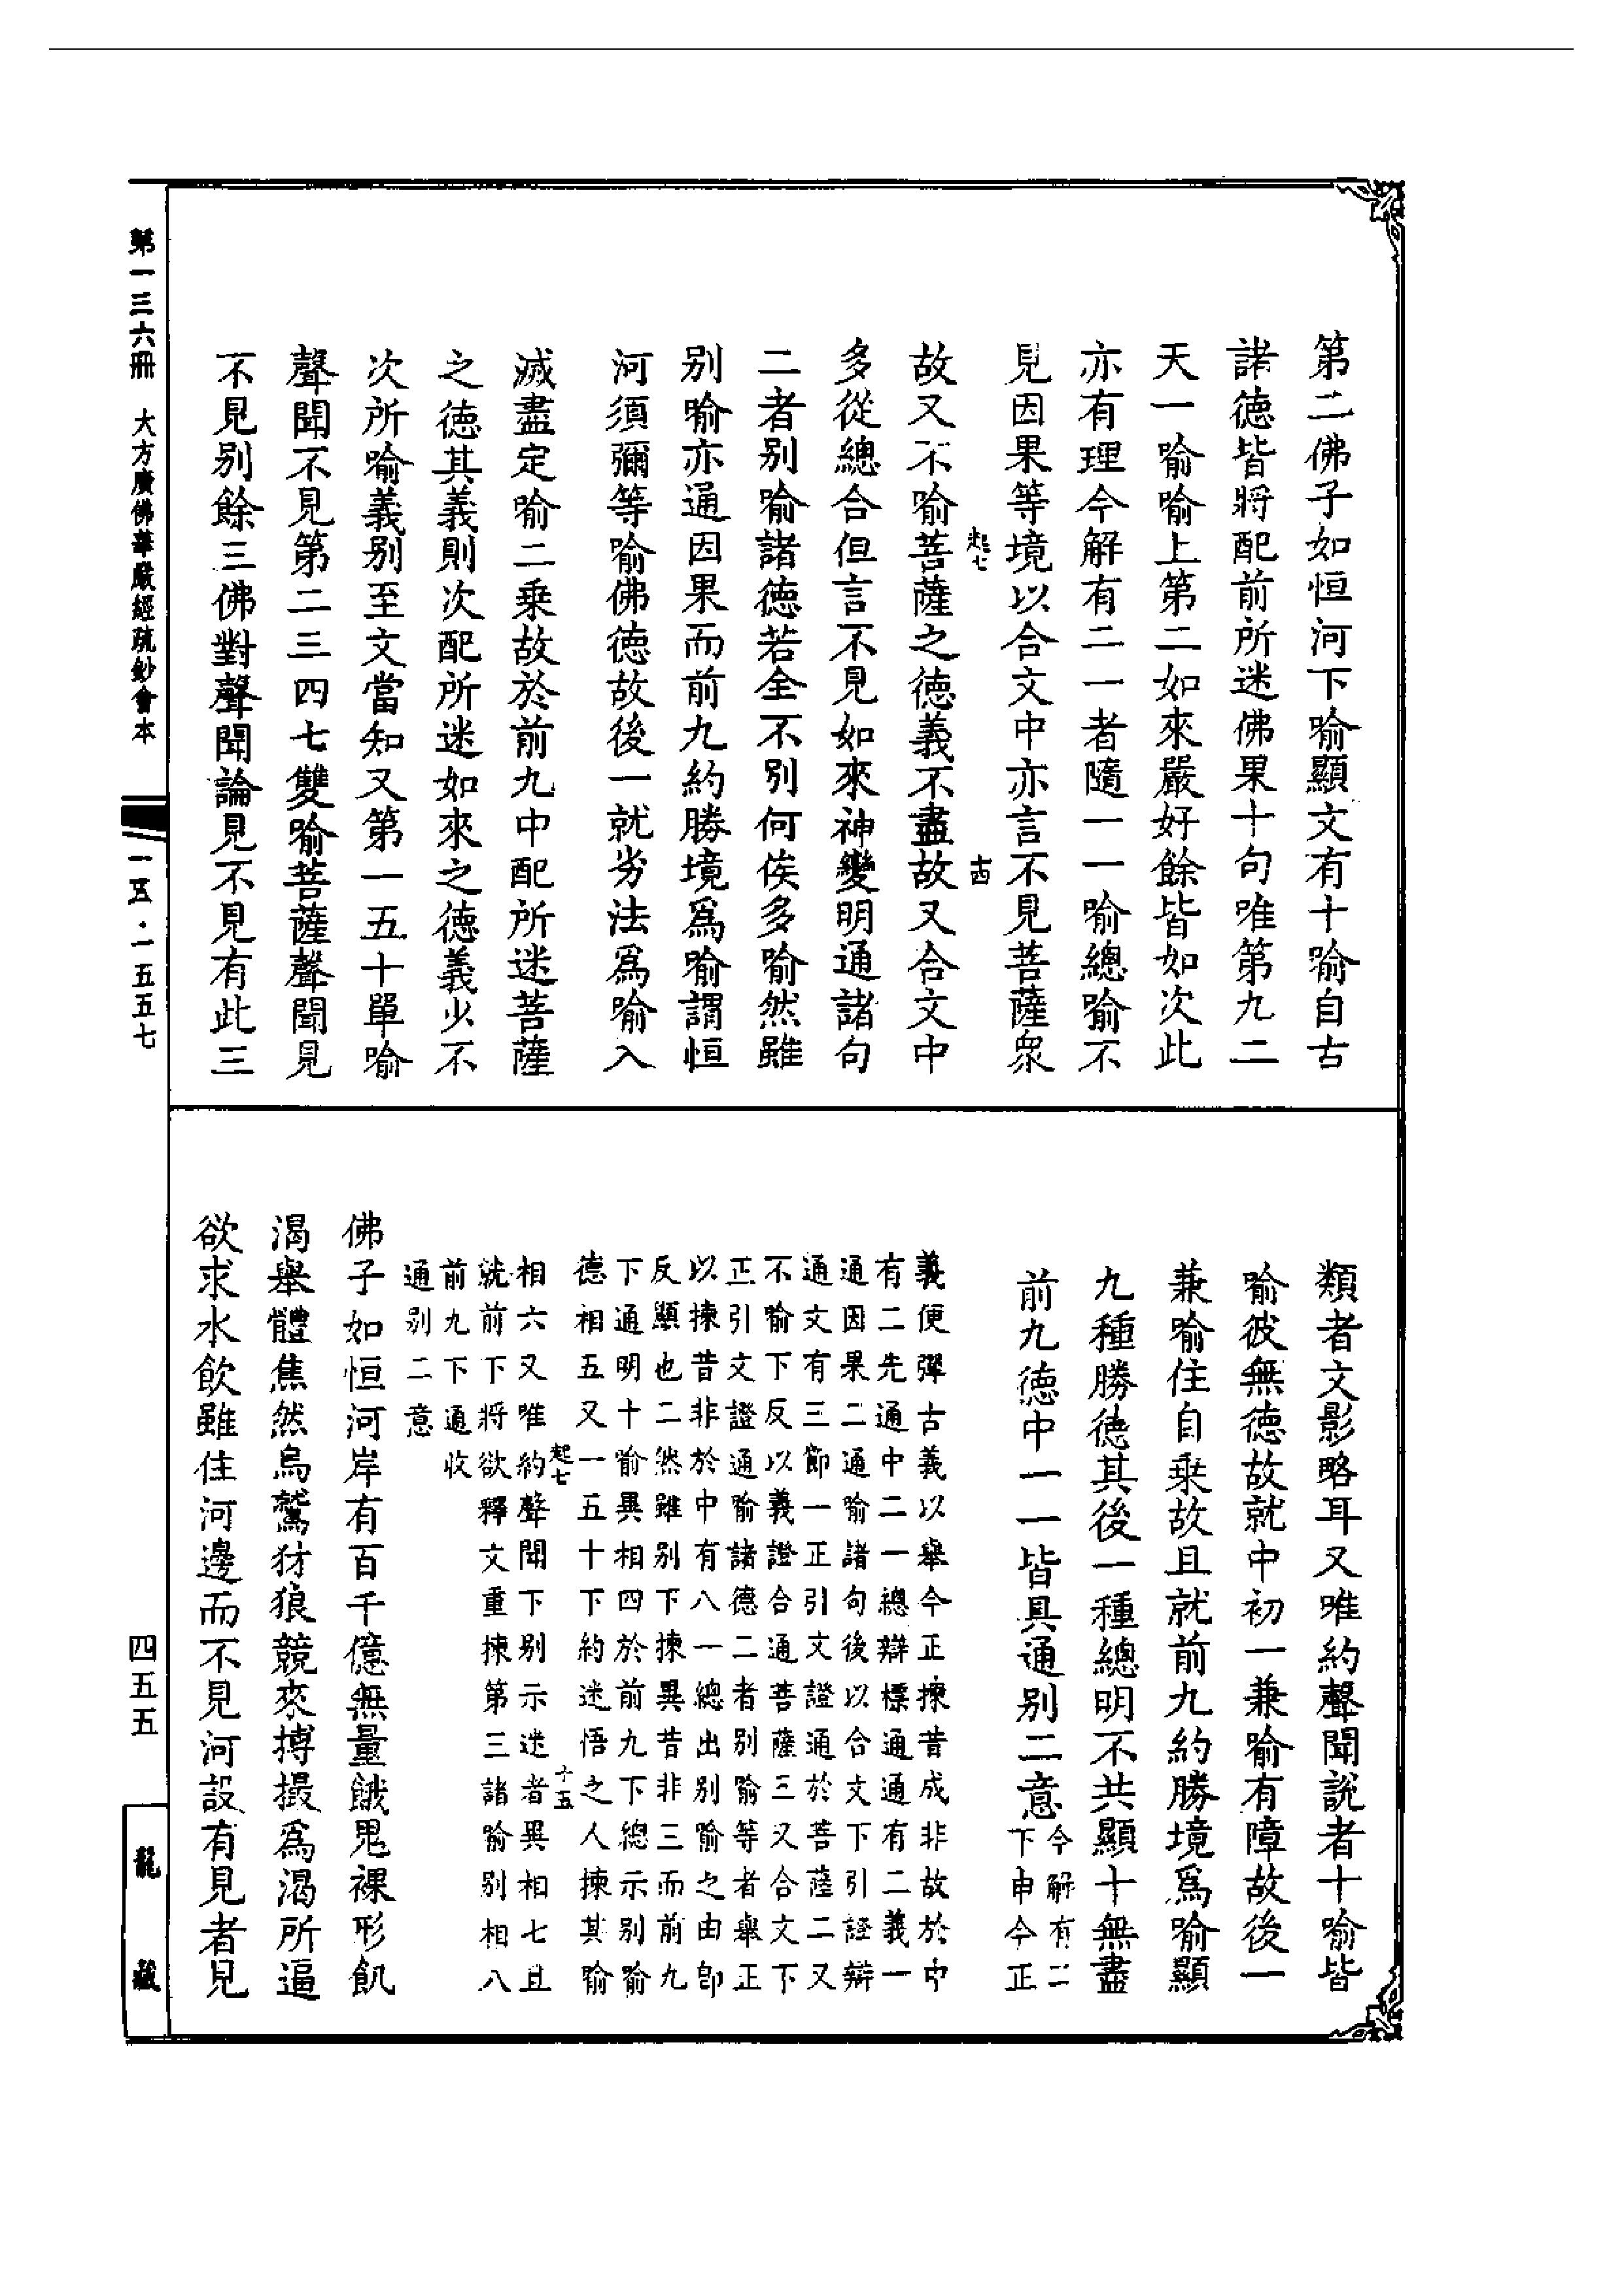 第二佛子如恒河下喻顯文有十喻自古
諸德皆將配前所迷佛果十句唯第九二
天一喻喻上第二如來嚴好餘皆如次此
亦有理今解有二一者隨一一喻總喻不
見因果等境以合文中亦言不見菩薩衆
故又不喻菩薩之德義不盡故又合文中
多從總合但言不見如來神變明通諸句
二者别喻諸德若全不别何俟多喻然雖
别喻亦通因果而前九約勝境爲喻謂恒
河須彌等喻佛德故後一就劣法爲喻入
滅盡定喻二乗故於前九中配所迷菩薩
之德其義則次配所迷如來之德義少不
次所喻義别至文當知又第一五十單喻
聲聞不見第二三四七雙喻菩薩聲聞見
不見别餘三佛對聲聞論見不見有此三
起七
十四
類者文影略耳又唯約聲聞説者十喻皆
喻彼無德故就中初一兼喻有障故後一
兼喻住自乗故且就前九約勝境爲喻顯
九種勝德其後一種總明不共顯十無盡
前九德中一一皆具通别二意今解有二
下申今正
義便彈古義以舉今正揀昔成非故於中
有二先通中二一總辯標通通有二義一
通因果二通喻諸句後以合文下引證辯
通文有三節一正引文證通於菩薩二又
不喻下反以義證合通菩薩三又合文下
正引文證通喻諸德二者别喻等者舉正
以揀昔非於中有八一總出别喻之由即
反顯也二然雖别下揀異昔非三而前九
下通明十喻異相四於前九下總示别喻
德相五又一五十下約迷悟之人揀其喻
相六又唯約聲聞下别示迷者異相七且
就前下將欲釋文重揀第三諸喻别相八
前九下通收
通别二意
起七
十五
佛子如恒河岸有百千億無量餓鬼裸形飢
渴舉體焦然烏鷲豺狼競來搏撮爲渴所逼
欲求水飲雖住河邊而不見河設有見者見
第一三六冊　大方廣佛華嚴經疏鈔會本
一五·一五五七
四五五
龍藏